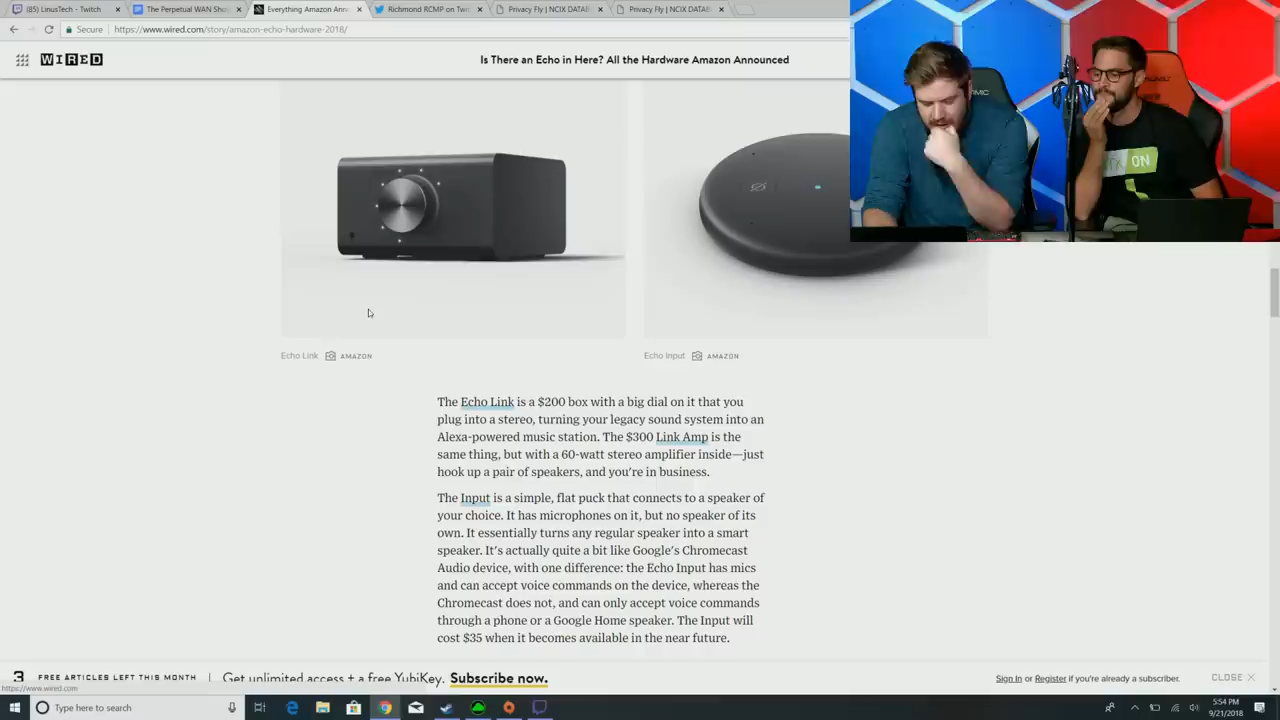 (85) LinusTech - Twitch
The Perpetual WAN Sho
Everything Amazon Ann
Richmond RCMP on Tw
Privacy Fly | NCIX DATAB
Privacy Fly | NCIX DATAB
Secure
https://www.wired.com/story/amazon-echo-hardware-2018/
WIRED
Is There an Echo in Here? All the Hardware Amazon Announced
ON
Echo Link AMAZON
Echo Input AMAZON
The Echo Link is a $200 box with a big dial on it that you
plug into a stereo, turning your legacy sound system into an
Alexa-powered music station. The $300 Link Amp is the
same thing, but with a 60-watt stereo amplifier inside—just
hook up a pair of speakers, and you're in business.
The Input is a simple, flat puck that connects to a speaker of
your choice. It has microphones on it, but no speaker of its
own. It essentially turns any regular speaker into a smart
speaker. It's actually quite a bit like Google's Chromecast
Audio device, with one difference: the Echo Input has mics
and can accept voice commands on the device, whereas the
Chromecast does not, and can only accept voice commands
through a phone or a Google Home speaker. The Input will
cost $35 when it becomes available in the near future.
3 FREE ARTICLES LEFT THIS MONTH
Get unlimited access + a free YubiKey. Subscribe now.
Sign In or Register if you're already a subscriber.
CLOSE
https://www.wired.com
Type here to search
5:54 PM
9/21/2018